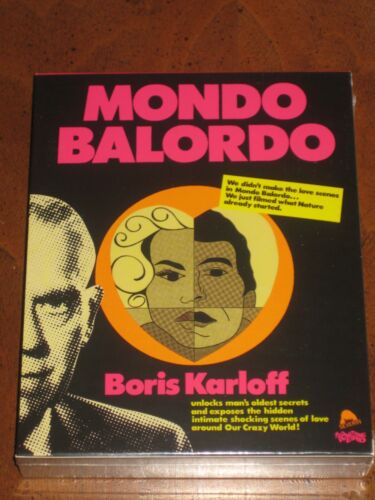 MONDO
BALORDO
We didn't make the love scenes
in Mondo Balordo...
We just filmed what Nature
already started.
Boris Karloff
unlocks man's oldest secrets
and exposes the hidden
intimate shocking scenes of love
around Our Crazy World!